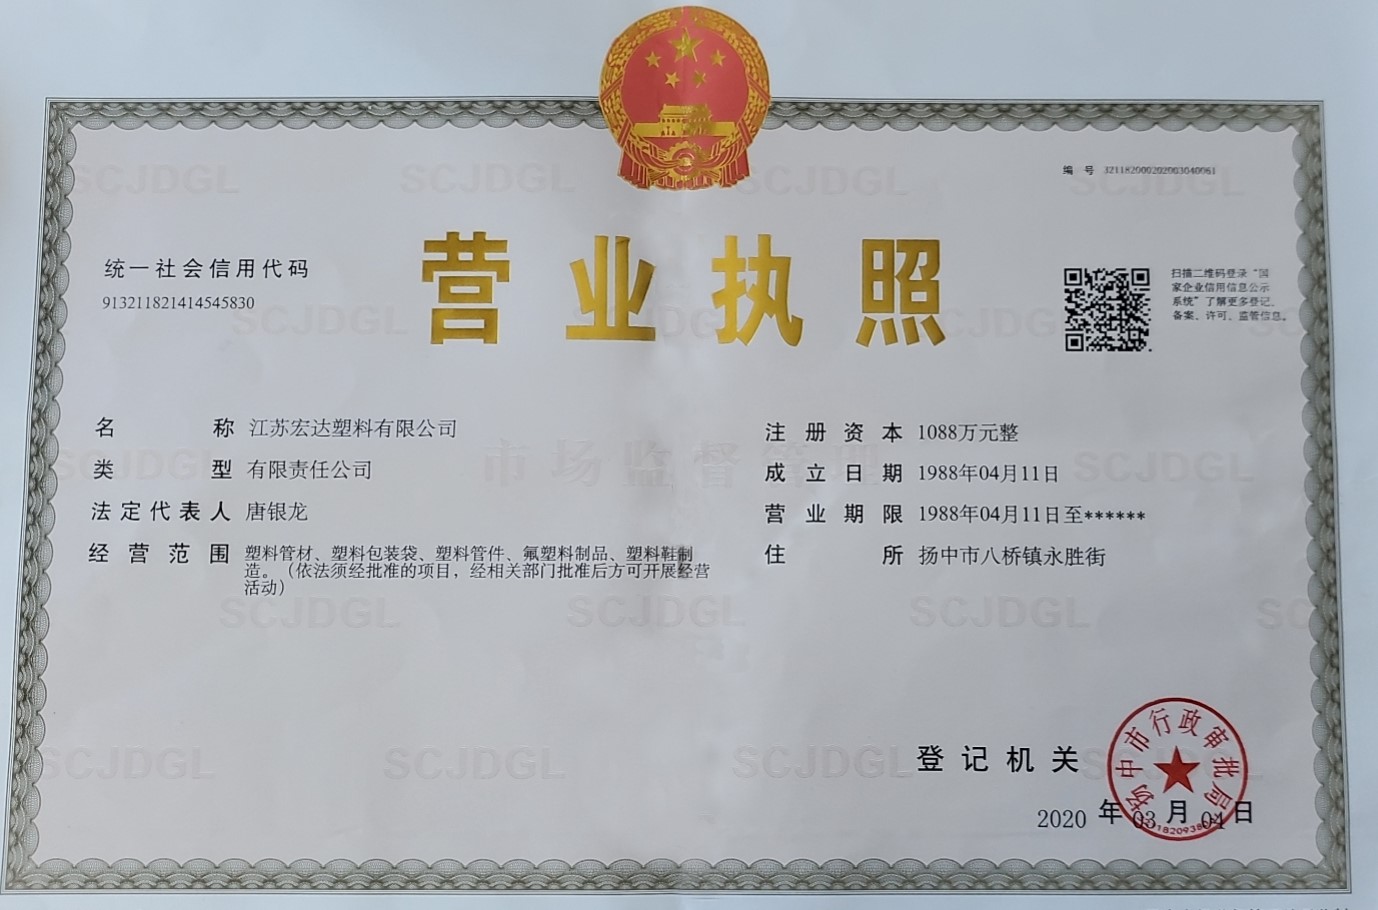 编 号 321182000202003040061
统一社会信用代码
913211821414545830
营业执照
扫描二维码登录“国
家企业信用信息公示
系统”了解更多登记、
备案、许可、监管信息。
名称 江苏宏达塑料有限公司
类型 有限责任公司
法定代表人 唐银龙
经营范围 塑料管材、塑料包装袋、塑料管件、氟塑料制品、塑料鞋制
造。（依法须经批准的项目，经相关部门批准后方可开展经营
活动）
注册资本 1088万元整
成立日期 1988年04月11日
营业期限 1988年04月11日至******
住所 扬中市八桥镇永胜街
市场监督管理
SCJDGL
登记机关
扬中市行政审批局
2020 年 03 月 04 日